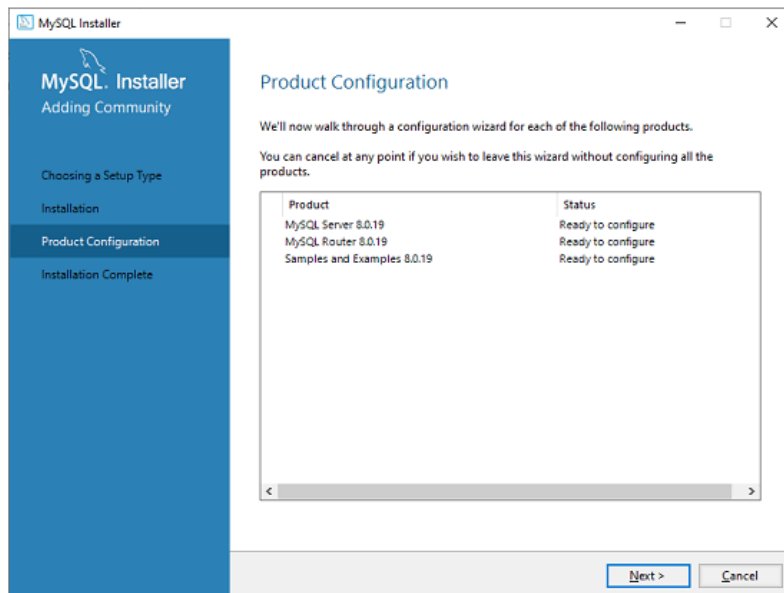 MySQL Installer
MySQL. Installer
Adding Community
Choosing a Setup Type
Installation
Product Configuration
Installation Complete
Product Configuration
We'll now walk through a configuration wizard for each of the following products.
You can cancel at any point if you wish to leave this wizard without configuring all the
products.
Product Status
MySQL Server 8.0.19 Ready to configure
MySQL Router 8.0.19 Ready to configure
Samples and Examples 8.0.19 Ready to configure
Next > Cancel